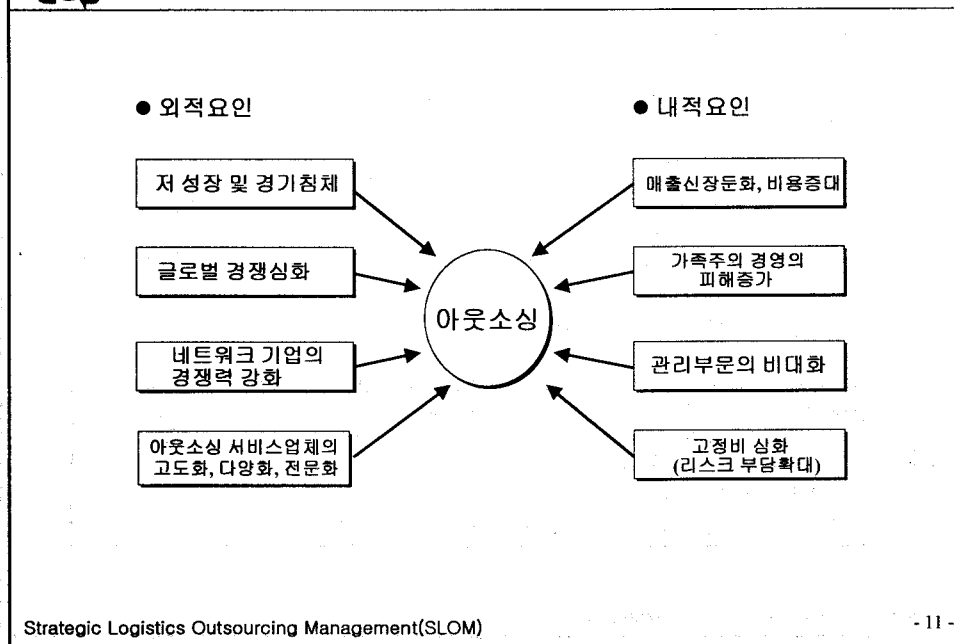 ● 외적요인
저 성장 및 경기침체
글로벌 경쟁심화
네트워크 기업의
경쟁력 강화
아웃소싱 서비스업체의
고도화, 다양화, 전문화
아웃소싱
● 내적요인
매출신장둔화, 비용증대
가족주의 경영의
피해증가
관리부문의 비대화
고정비 심화
(리스크 부담확대)
Strategic Logistics Outsourcing Management(SLOM)
- 11 -